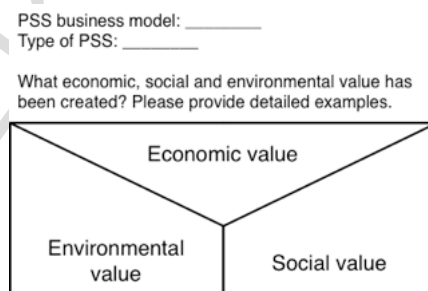 PSS business model: ________
Type of PSS: ________
What economic, social and environmental value has
been created? Please provide detailed examples.
Economic value
Environmental
value
Social value